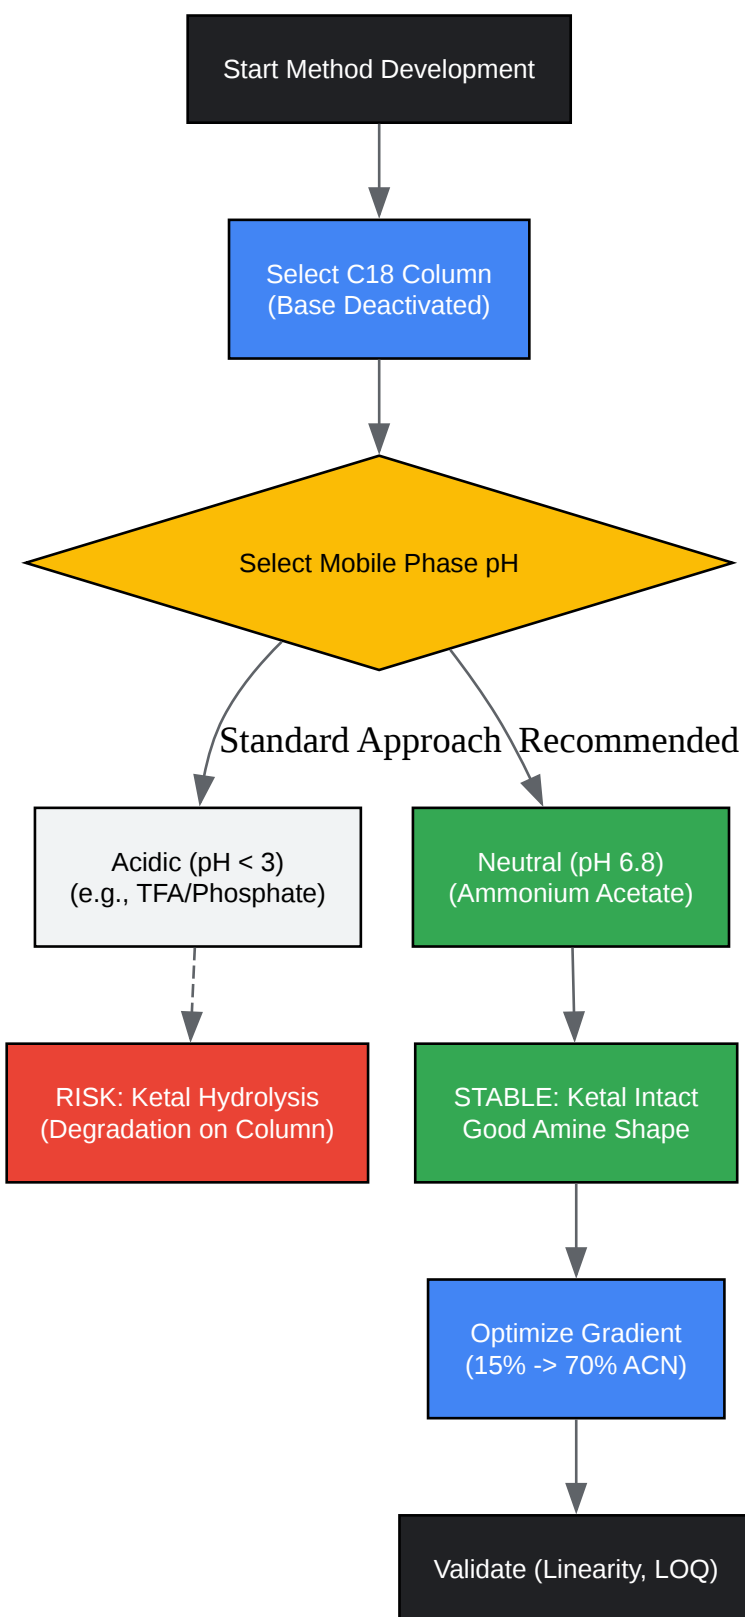 Start Method Development
Select C18 Column
(Base Deactivated)
Select Mobile Phase pH
Standard Approach
Recommended
Acidic (pH < 3)
(e.g., TFA/Phosphate)
Neutral (pH 6.8)
(Ammonium Acetate)
RISK: Ketal Hydrolysis
(Degradation on Column)
STABLE: Ketal Intact
Good Amine Shape
Optimize Gradient
(15% -> 70% ACN)
Validate (Linearity, LOQ)